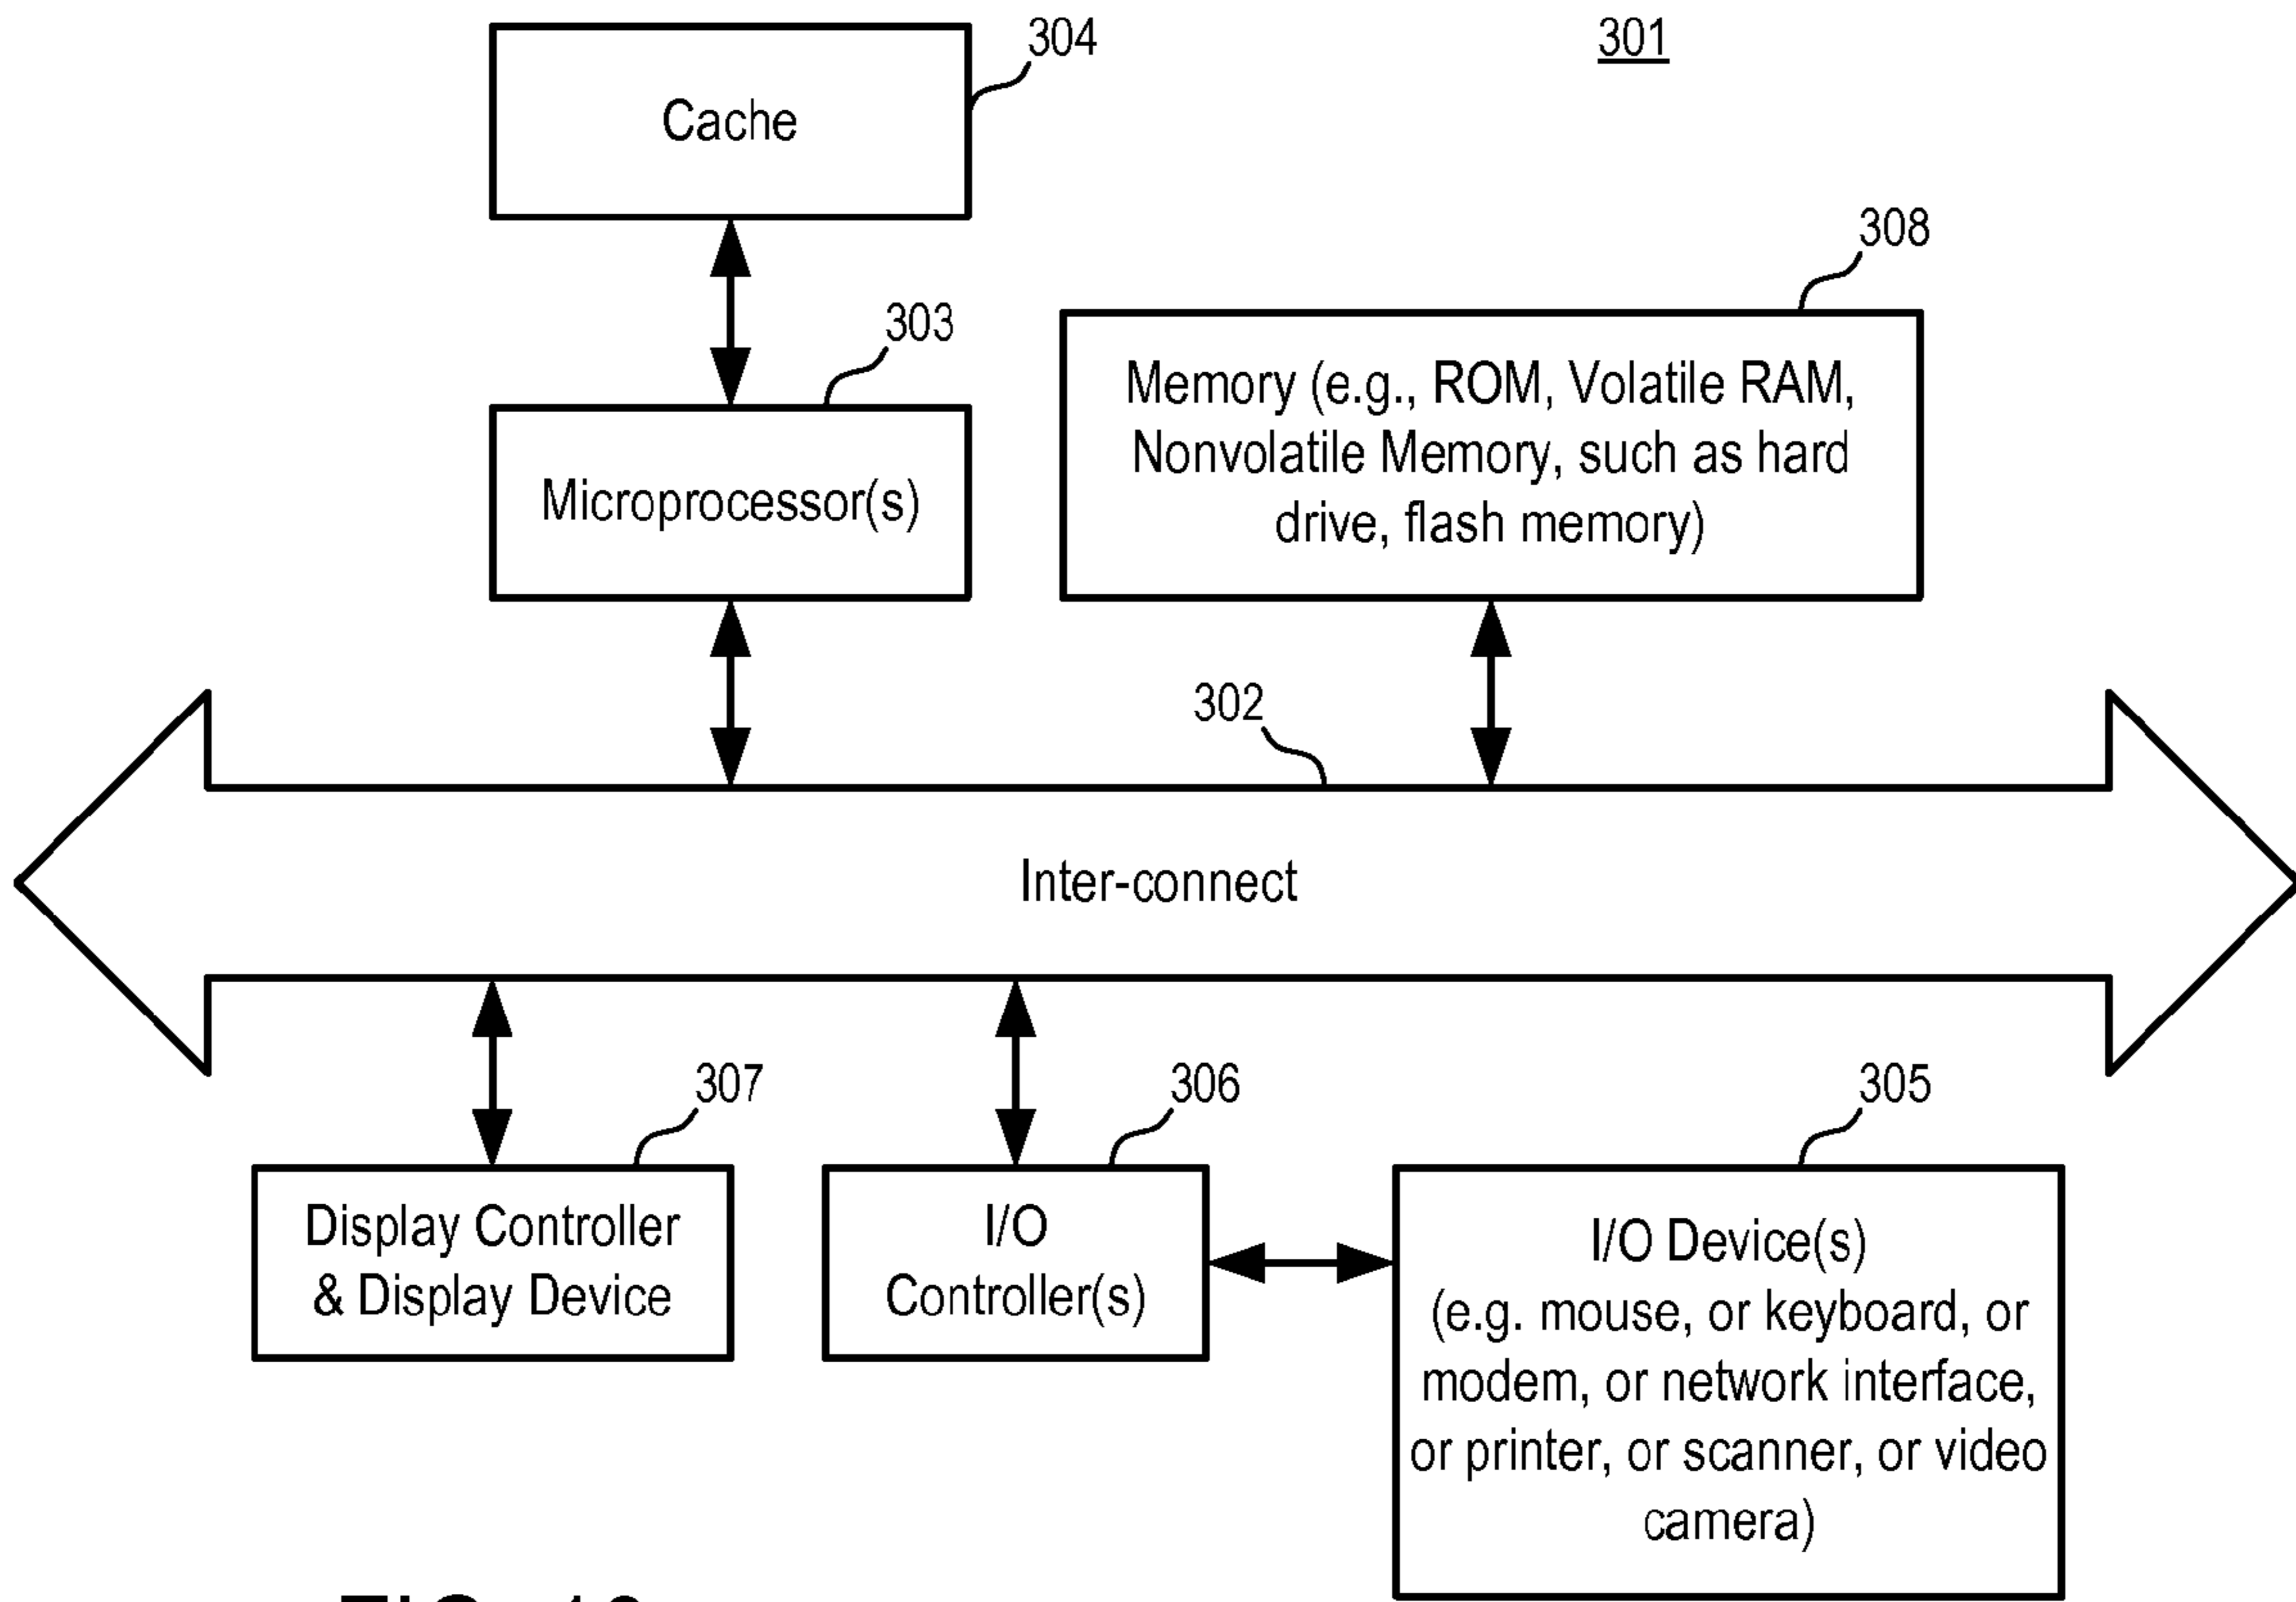 304
301
Cache
308
303
Memory (e.g., ROM, Volatile RAM,
Nonvolatile Memory, such as hard
drive, flash memory)
Microprocessor(s)
302
Inter-connect
307
306
305
Display Controller
& Display Device
I/O
Controller(s)
I/O Device(s)
(e.g. mouse, or keyboard, or
modem, or network interface,
or printer, or scanner, or video
camera)